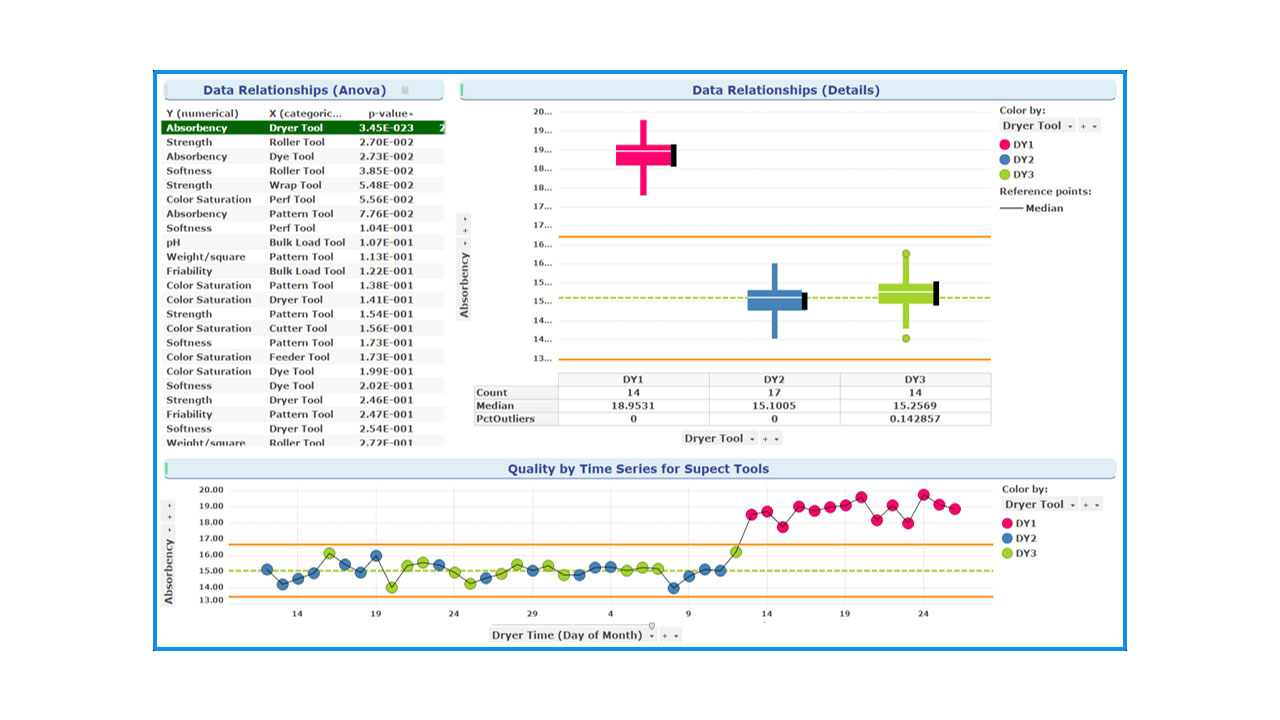 Data Relationships (Anova)
Y (numerical) X (categoric... p-value
Absorbency Dryer Tool 3.45E-023 2
Strength Roller Tool 2.70E-002
Absorbency Dye Tool 2.73E-002
Softness Roller Tool 3.85E-002
Strength Wrap Tool 5.48E-002
Color Saturation Perf Tool 5.56E-002
Absorbency Pattern Tool 7.76E-002
Softness Perf Tool 1.04E-001
pH Bulk Load Tool 1.07E-001
Weight/square Pattern Tool 1.13E-001
Friability Bulk Load Tool 1.22E-001
Color Saturation Pattern Tool 1.38E-001
Color Saturation Dryer Tool 1.41E-001
Strength Pattern Tool 1.54E-001
Color Saturation Cutter Tool 1.56E-001
Softness Pattern Tool 1.73E-001
Color Saturation Feeder Tool 1.73E-001
Color Saturation Dye Tool 1.99E-001
Softness Dye Tool 2.02E-001
Strength Dryer Tool 2.46E-001
Friability Pattern Tool 2.47E-001
Softness Dryer Tool 2.54E-001
Weight/square Roller Tool 2.72E-001
Data Relationships (Details)
Absorbency
20...
19...
19...
18...
18...
17...
17...
16...
16...
15...
15...
14...
14...
13...
DY1 DY2 DY3
Count 14 17 14
Median 18.9531 15.1005 15.2569
PctOutliers 0 0 0.142857
Dryer Tool
Color by:
Dryer Tool
DY1
DY2
DY3
Reference points:
Median
Quality by Time Series for Supect Tools
Absorbency
20.00
19.00
18.00
17.00
16.00
15.00
14.00
13.00
14 19 24 29 4 9 14 19 24
Dryer Time (Day of Month)
Color by:
Dryer Tool
DY1
DY2
DY3